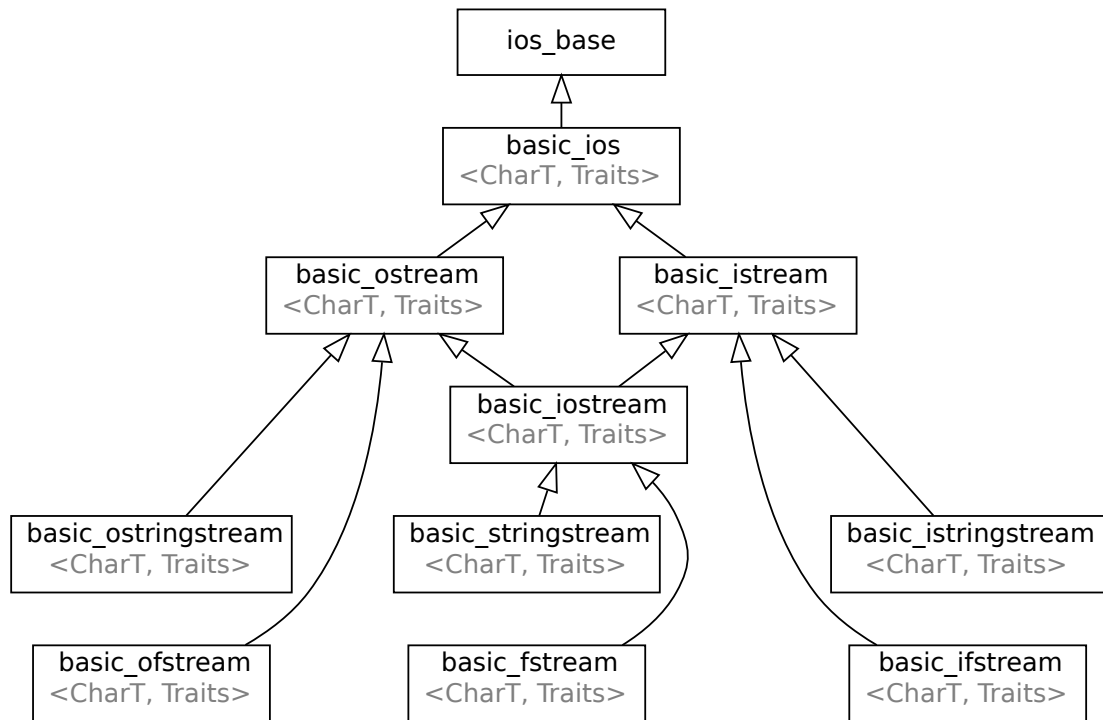 ios_base
basic_ios
<CharT, Traits>
basic_ostream
<CharT, Traits>
basic_istream
<CharT, Traits>
basic_iostream
<CharT, Traits>
basic_ostringstream
<CharT, Traits>
basic_stringstream
<CharT, Traits>
basic_istringstream
<CharT, Traits>
basic_ofstream
<CharT, Traits>
basic_fstream
<CharT, Traits>
basic_ifstream
<CharT, Traits>